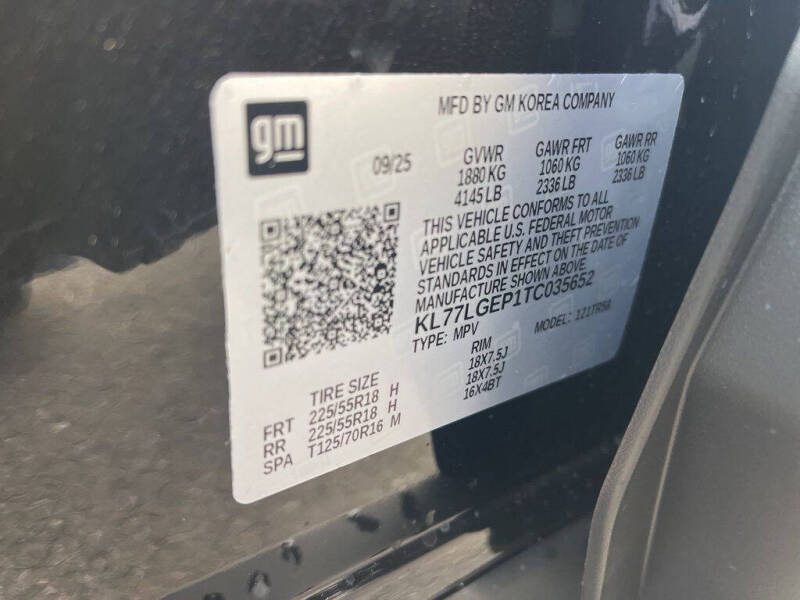 gm
MFD BY GM KOREA COMPANY
09/25
GVWR
1880 KG
4145 LB
GAWR FRT
1060 KG
2336 LB
GAWR RR
1060 KG
2336 LB
THIS VEHICLE CONFORMS TO ALL
APPLICABLE U.S. FEDERAL MOTOR
VEHICLE SAFETY AND THEFT PREVENTION
STANDARDS IN EFFECT ON THE DATE OF
MANUFACTURE SHOWN ABOVE.
KL77LGEP1TC035652
TYPE: MPV MODEL: 121TR58
TIRE SIZE RIM
FRT 225/55R18 H 18X7.5J
RR 225/55R18 H 18X7.5J
SPA T125/70R16 M 16X4BT